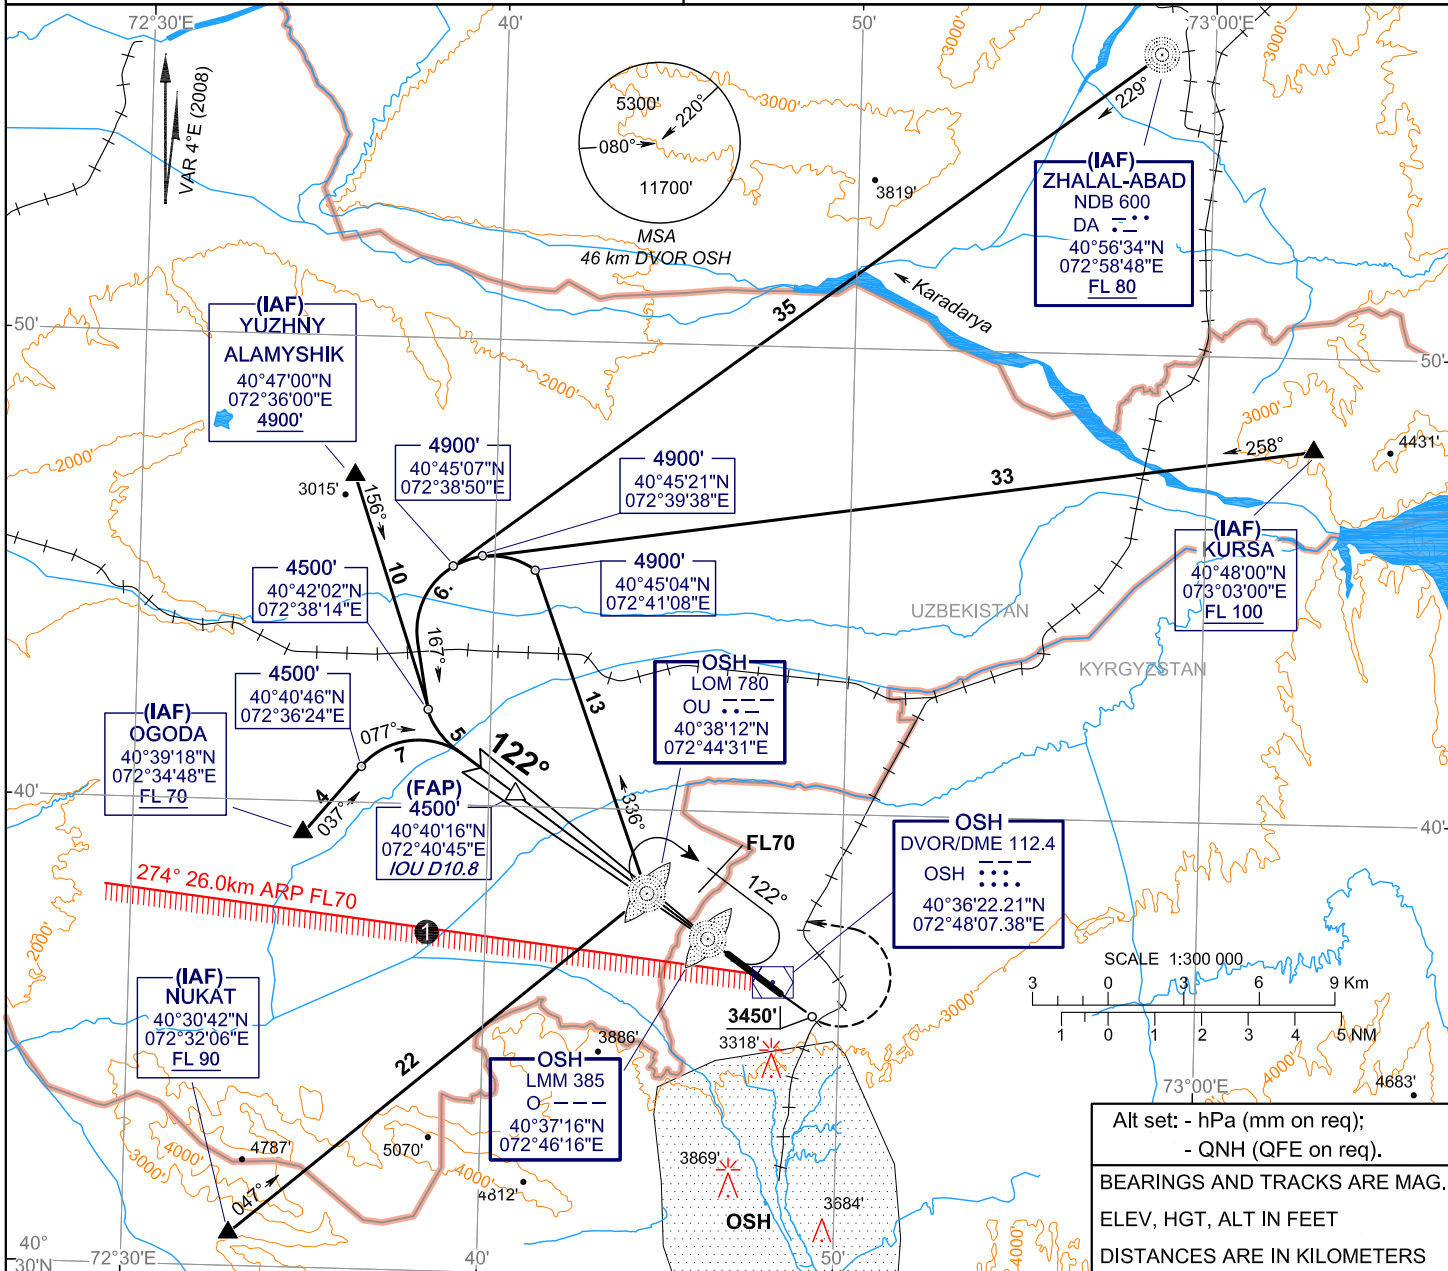 72°30'E
40'
50'
73°00'E
3000'
3000'
3000'
VAR 4°E (2008)
5300'
220°
080°
11700'
MSA
46 km DVOR OSH
3819'
229°
(IAF)
ZHALAL-ABAD
NDB 600
DA
40°56'34"N
072°58'48"E
FL 80
Karadarya
35
50'
50'
(IAF)
YUZHNY
ALAMYSHIK
40°47'00"N
072°36'00"E
4900'
2000'
2000'
3000'
4431'
258°
33
4900'
40°45'07"N
072°38'50"E
4900'
40°45'21"N
072°39'38"E
3015'
156°
10
(IAF)
KURSA
40°48'00"N
073°03'00"E
FL 100
4500'
40°42'02"N
072°38'14"E
4900'
40°45'04"N
072°41'08"E
6.
167°
UZBEKISTAN
KYRGYZSTAN
4500'
40°40'46"N
072°36'24"E
OSH
LOM 780
OU
40°38'12"N
072°44'31"E
13
(IAF)
OGODA
40°39'18"N
072°34'48"E
FL 70
077°
7
5
122°
4
037°
(FAP)
4500'
40°40'16"N
072°40'45"E
IOU D10.8
336°
40'
40'
FL70
122°
OSH
DVOR/DME 112.4
OSH
40°36'22.21"N
072°48'07.38"E
274° 26.0km ARP FL70
1
2000'
(IAF)
NUKAT
40°30'42"N
072°32'06"E
FL 90
SCALE 1:300 000
3 0 3 6 9 Km
1 0 1 2 3 4 5 NM
3000'
3450'
3318'
3886'
22
OSH
LMM 385
O
40°37'16"N
072°46'16"E
73°00'E
4000'
4683'
4787'
5070'
4000'
3000'
4000'
4812'
047°
3869'
3684'
OSH
4000'
Alt set: - hPa (mm on req);
- QNH (QFE on req).
BEARINGS AND TRACKS ARE MAG.
ELEV, HGT, ALT IN FEET
DISTANCES ARE IN KILOMETERS
40°
30'N
72°30'E
40'
50'